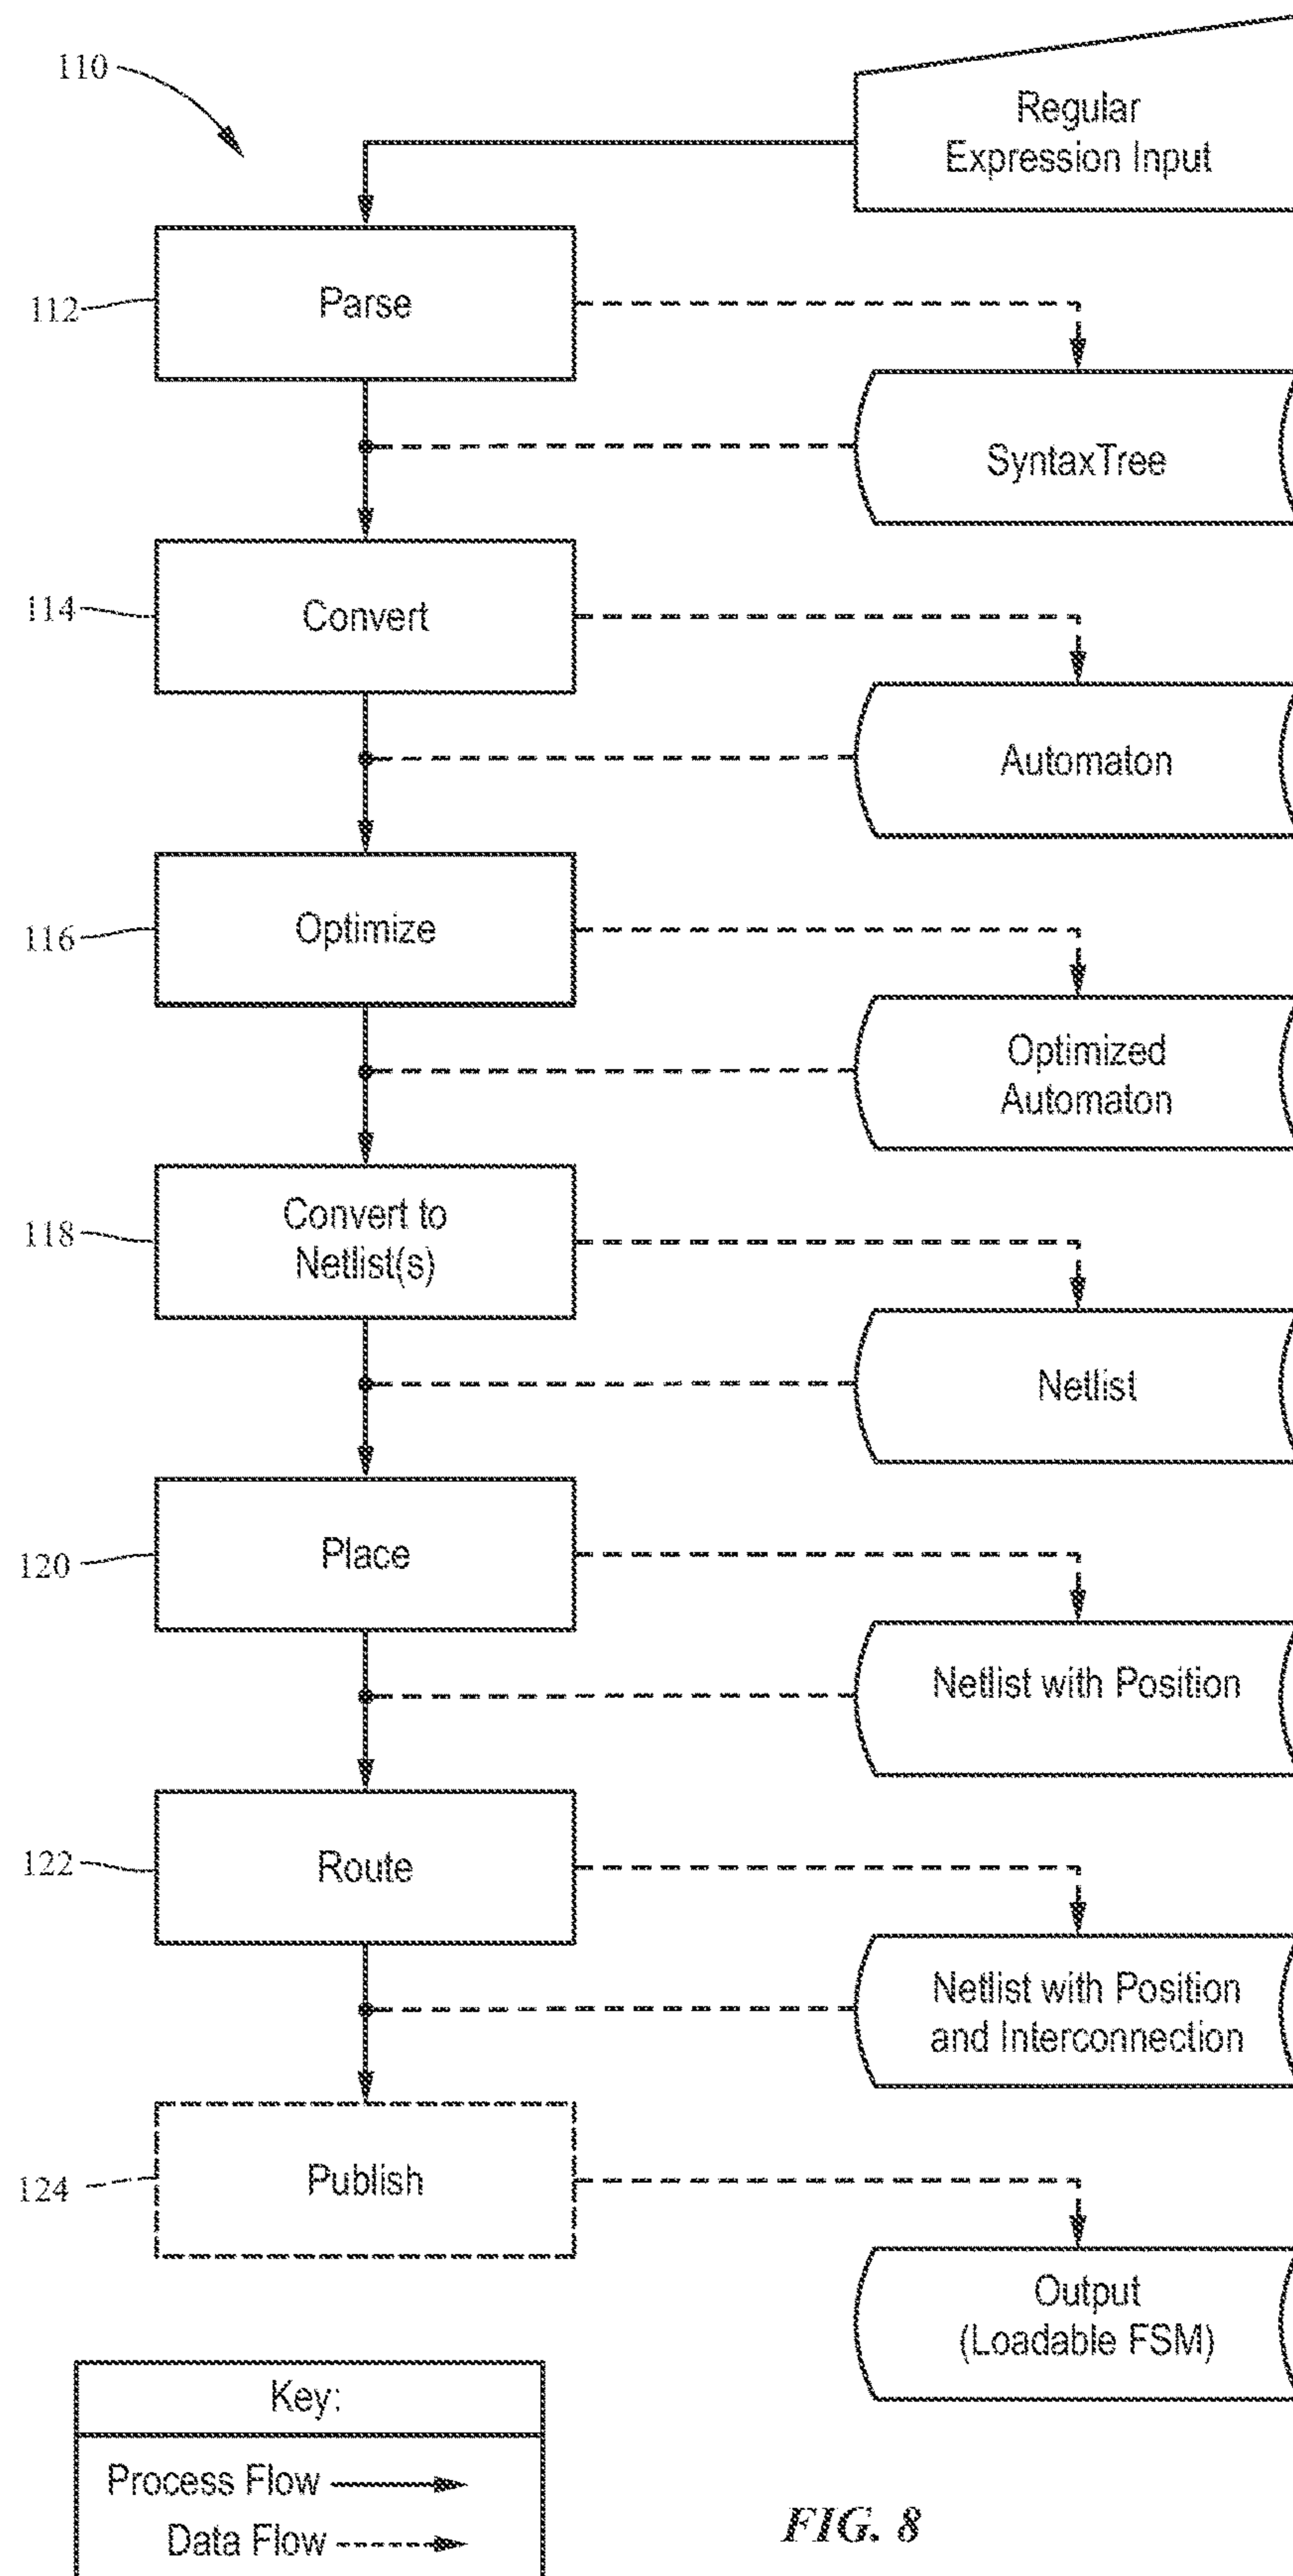 110
Regular
Expression Input
112
Parse
SyntaxTree
114
Convert
Automaton
116
Optimize
Optimized
Automaton
118
Convert to
Netlist(s)
Netlist
120
Place
Netlist with Position
122
Route
Netlist with Position
and Interconnection
124
Publish
Output
(Loadable FSM)
Key:
Process Flow
Data Flow
FIG. 8